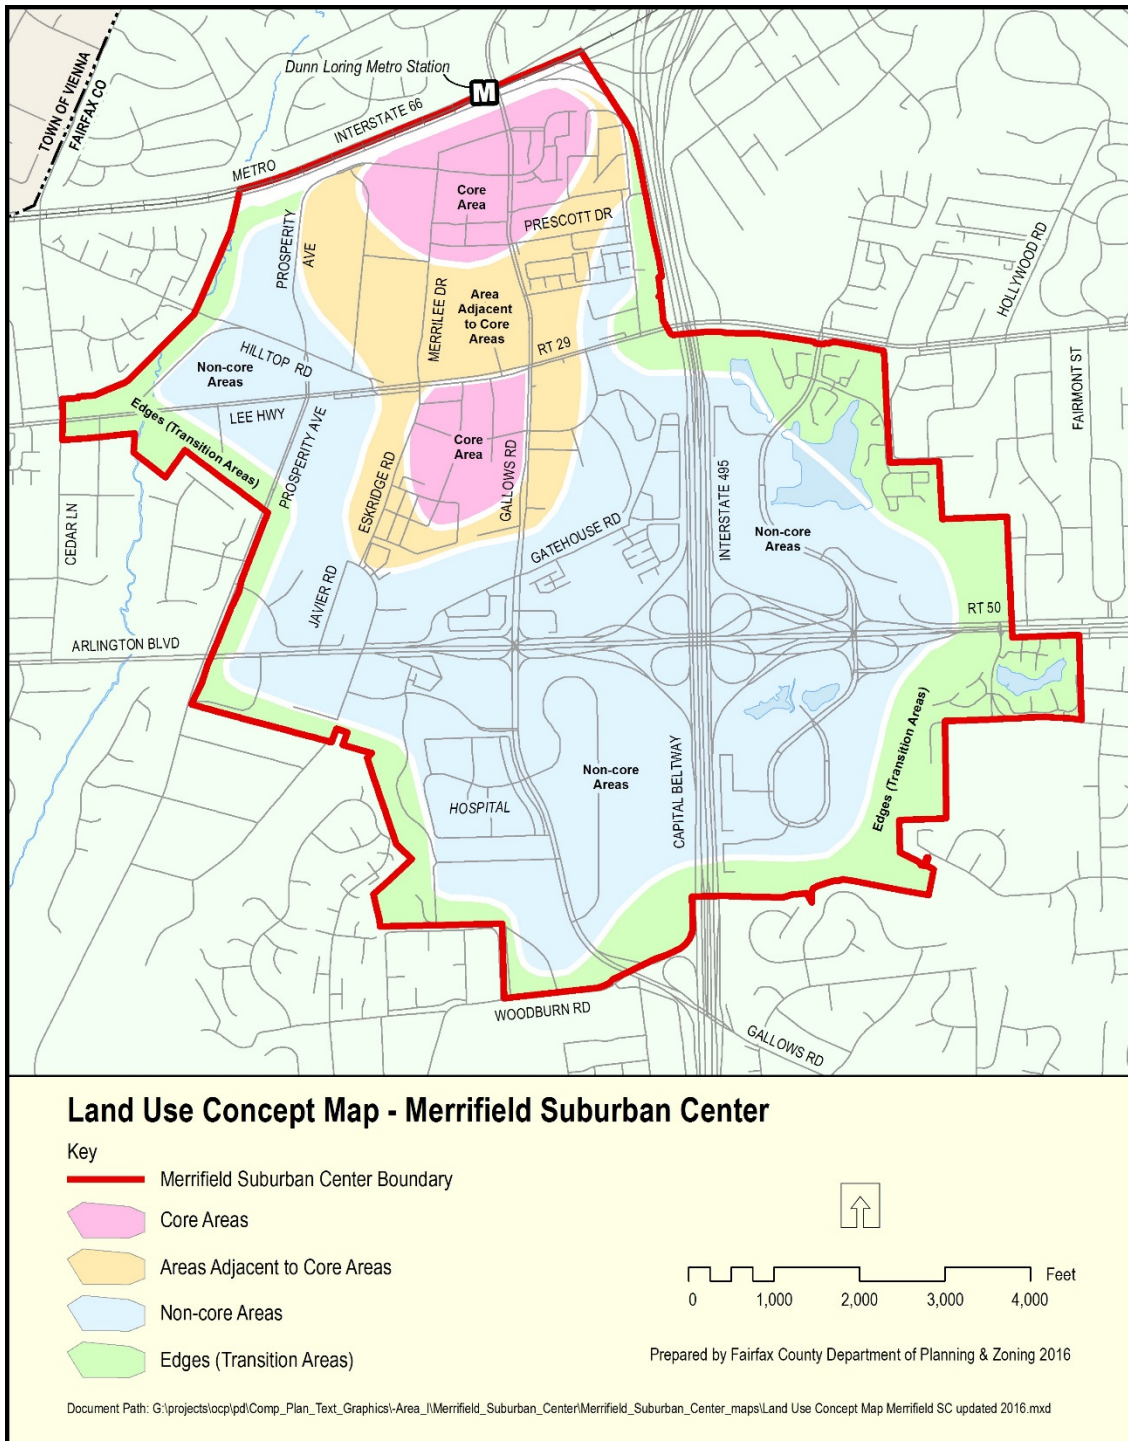 TOWN OF VIENNA
FAIRFAX CO
Dunn Loring Metro Station
M
INTERSTATE 66
METRO
Core
Area
PRESCOTT DR
PROSPERITY
AVE
HOLLYWOOD RD
MERRILEE DR
Area
Adjacent
to Core
Areas
RT 29
HILLTOP RD
Non-core
Areas
FAIRMONT ST
LEE HWY
Edges (Transition Areas)
PROSPERITY AVE
Core
Area
ESKRIDGE RD
GALLOWS RD
INTERSTATE 495
CEDAR LN
GATEHOUSE RD
Non-core
Areas
JAVIER RD
RT 50
ARLINGTON BLVD
Edges (Transition Areas)
Non-core
Areas
CAPITAL BELTWAY
HOSPITAL
WOODBURN RD
GALLOWS RD
Land Use Concept Map - Merrifield Suburban Center
Key
Merrifield Suburban Center Boundary
Core Areas
Areas Adjacent to Core Areas
Non-core Areas
Edges (Transition Areas)
Feet
0 1,000 2,000 3,000 4,000
Prepared by Fairfax County Department of Planning & Zoning 2016
Document Path: G:\projects\ocp\pd\Comp_Plan_Text_Graphics\-Area_I\Merrifield_Suburban_Center\Merrifield_Suburban_Center_maps\Land Use Concept Map Merrifield SC updated 2016.mxd